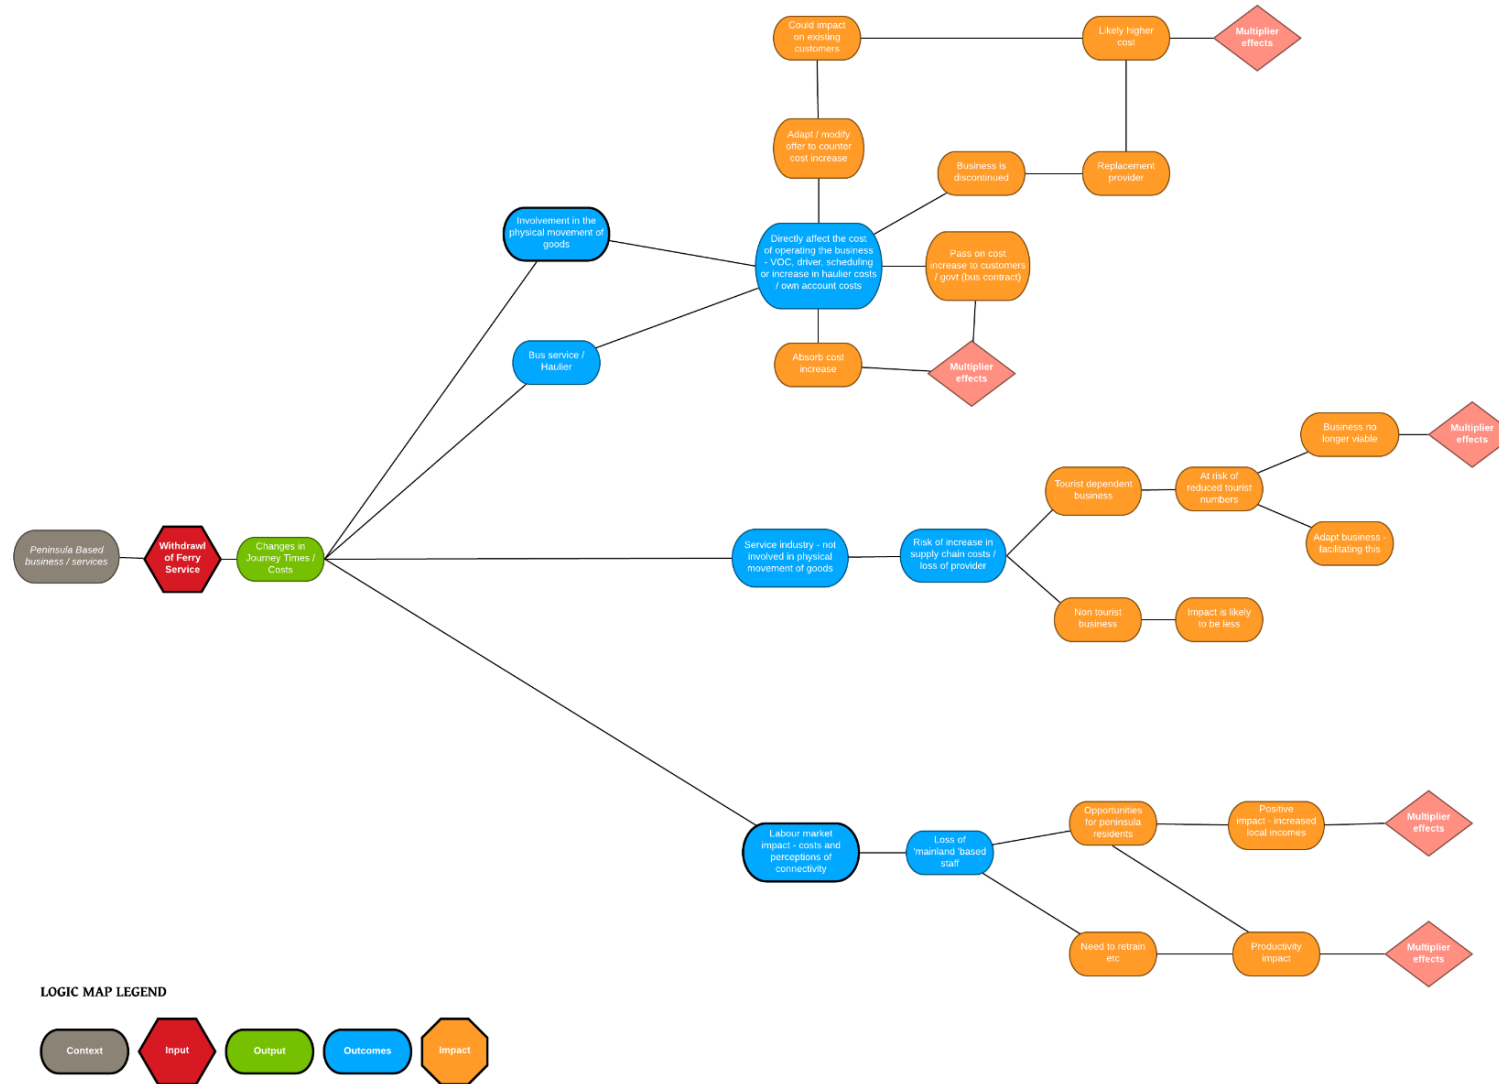 Could impact
on existing
customers
Likely higher
cost
Multiplier
effects
Adapt / modify
offer to counter
cost increase
Business is
discontinued
Replacement
provider
Involvement in the
physical movement of
goods
Directly affect the cost
of operating the business
- VOC, driver, scheduling
or increase in haulier costs
/ own account costs
Pass on cost
increase to customers
/ govt (bus contract)
Bus service /
Haulier
Absorb cost
increase
Multiplier
effects
Business no
longer viable
Multiplier
effects
Tourist dependent
business
At risk of
reduced tourist
numbers
Adapt business -
facilitating this
Peninsula Based
business / services
Withdrawl
of Ferry
Service
Changes in
Journey Times /
Costs
Service industry - not
involved in physical
movement of goods
Risk of increase in
supply chain costs /
loss of provider
Non tourist
business
Impact is likely
to be less
Labour market
impact - costs and
perceptions of
connectivity
Loss of
'mainland 'based
staff
Opportunities
for peninsula
residents
Positive
impact - increased
local incomes
Multiplier
effects
Need to retrain
etc
Productivity
impact
Multiplier
effects
LOGIC MAP LEGEND
Context
Input
Output
Outcomes
Impact